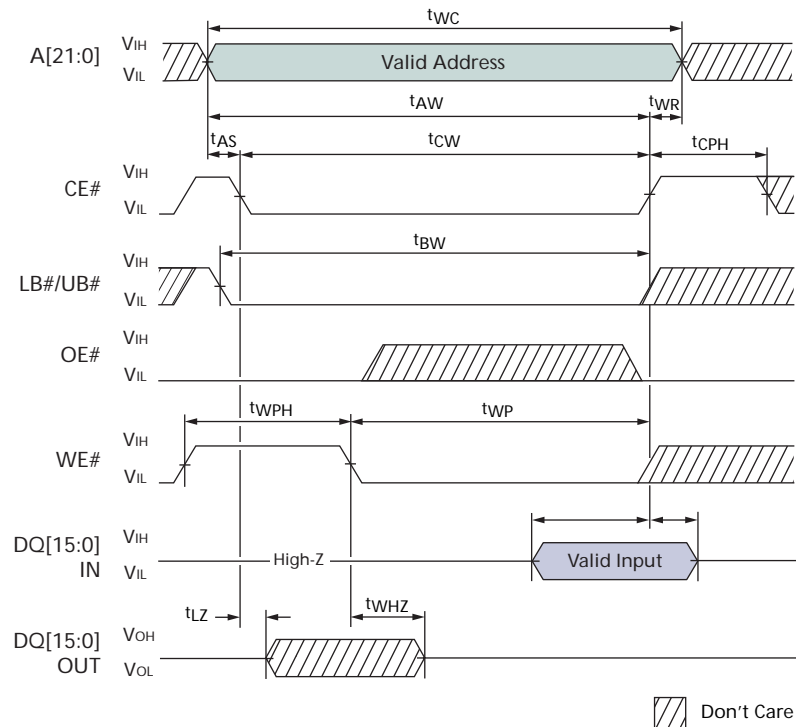 tWC
A[21:0] VIH
VIL
Valid Address
tAW tWR
tAS tCW tCPH
CE# VIH
VIL
tBW
LB#/UB# VIH
VIL
OE# VIH
VIL
tWPH tWP
WE# VIH
VIL
DQ[15:0]
IN
VIH
VIL
High-Z
Valid Input
tLZ tWHZ
DQ[15:0]
OUT
VOH
VOL
Don't Care